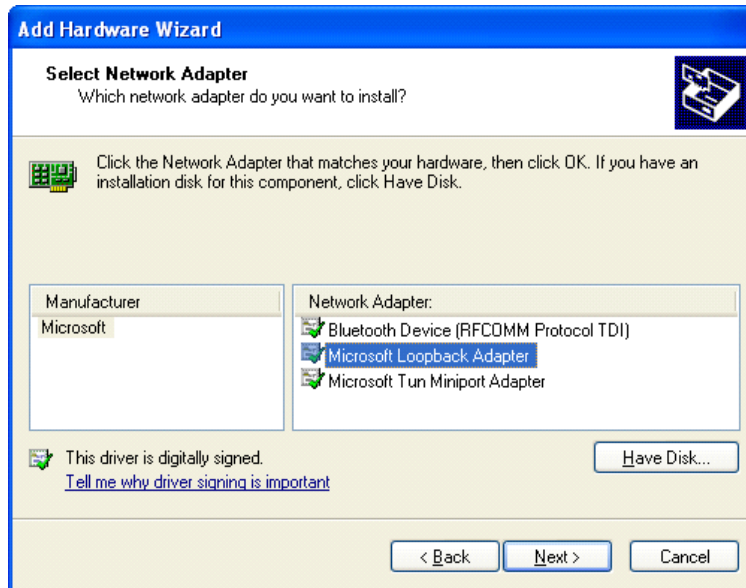 Add Hardware Wizard
Select Network Adapter
Which network adapter do you want to install?
Click the Network Adapter that matches your hardware, then click OK. If you have an
installation disk for this component, click Have Disk.
Manufacturer
Microsoft
Network Adapter:
Bluetooth Device (RFCOMM Protocol TDI)
Microsoft Loopback Adapter
Microsoft Tun Miniport Adapter
This driver is digitally signed.
Tell me why driver signing is important
Have Disk...
< Back
Next >
Cancel